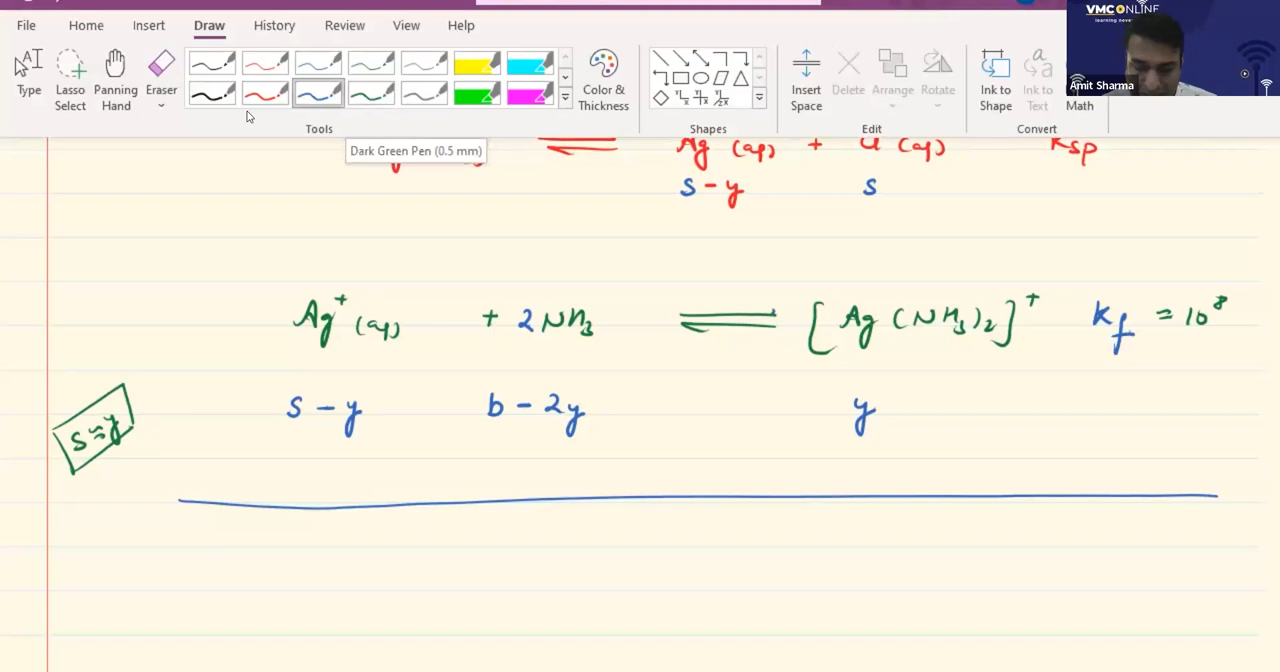 VMC ONLINE
File Home Insert Draw History Review View Help
Type Lasso Select Panning Hand Eraser Color & Thickness Insert Space Delete Arrange Rotate Ink to Shape Ink to Text Math
Amit Sharma
Tools Shapes Edit Convert
Dark Green Pen (0.5 mm)
Ag (aq) + Cl (aq) Ksp
s - y s
Ag⁺ (aq) + 2NH₃ ⇌ [Ag(NH₃)₂]⁺ Kf = 10⁸
s - y b - 2y y
s ≈ y